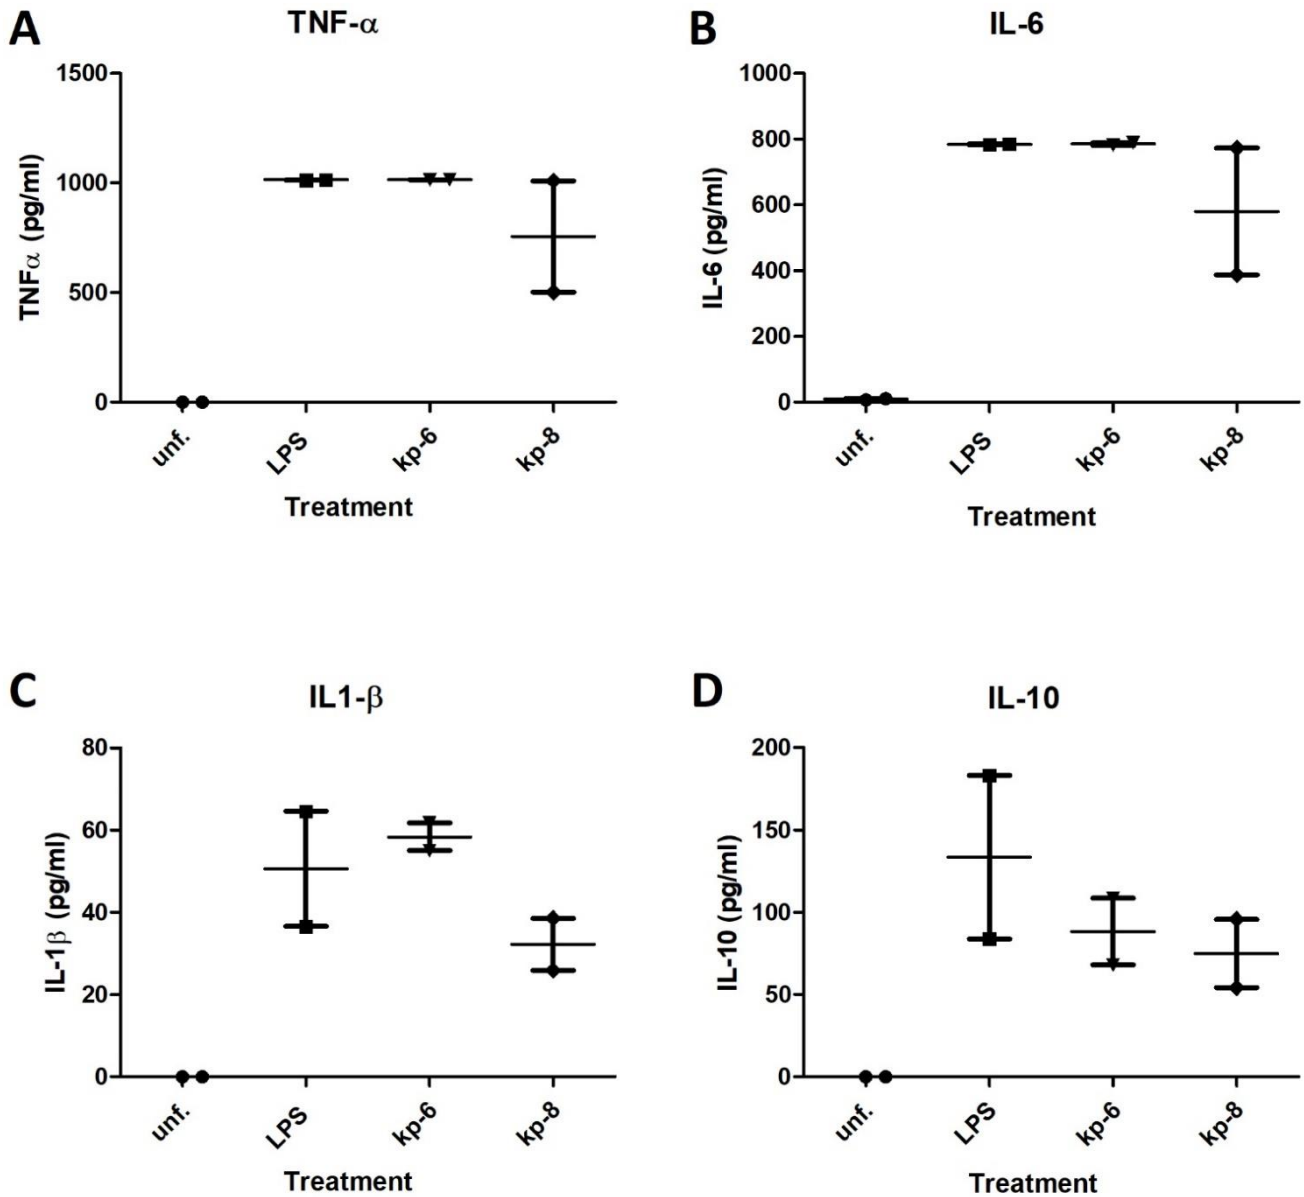 A
TNF-α
TNFα (pg/ml)
1500
1000
500
0
unf.
LPS
kp-6
kp-8
Treatment
B
IL-6
IL-6 (pg/ml)
1000
800
600
400
200
0
unf.
LPS
kp-6
kp-8
Treatment
C
IL1-β
IL-1β (pg/ml)
80
60
40
20
0
unf.
LPS
kp-6
kp-8
Treatment
D
IL-10
IL-10 (pg/ml)
200
150
100
50
0
unf.
LPS
kp-6
kp-8
Treatment